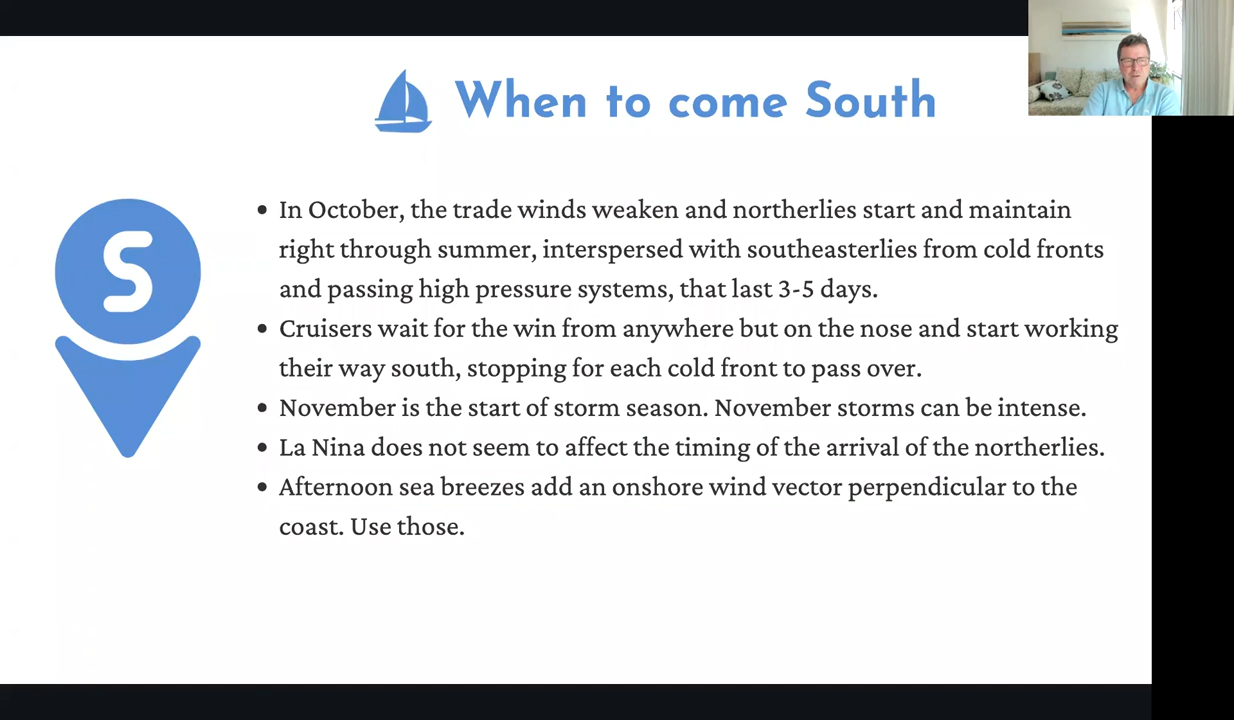 When to come South
S
• In October, the trade winds weaken and northerlies start and maintain
right through summer, interspersed with southeasterlies from cold fronts
and passing high pressure systems, that last 3-5 days.
• Cruisers wait for the win from anywhere but on the nose and start working
their way south, stopping for each cold front to pass over.
• November is the start of storm season. November storms can be intense.
• La Nina does not seem to affect the timing of the arrival of the northerlies.
• Afternoon sea breezes add an onshore wind vector perpendicular to the
coast. Use those.